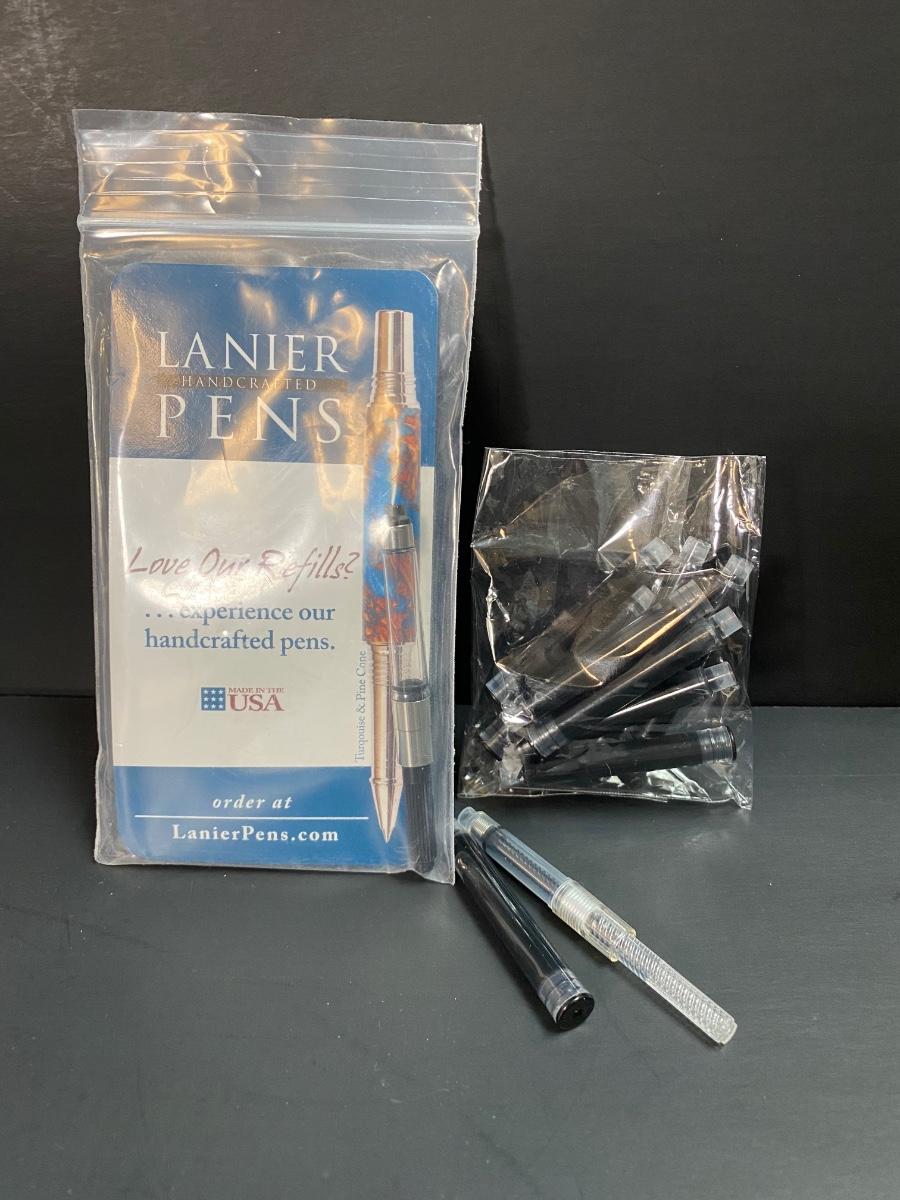 LANIER
HANDCRAFTED
PENS
Love Our Refills?
...experience our
handcrafted pens.
MADE IN THE
USA
Turqouise & Pine Cone
order at
LanierPens.com